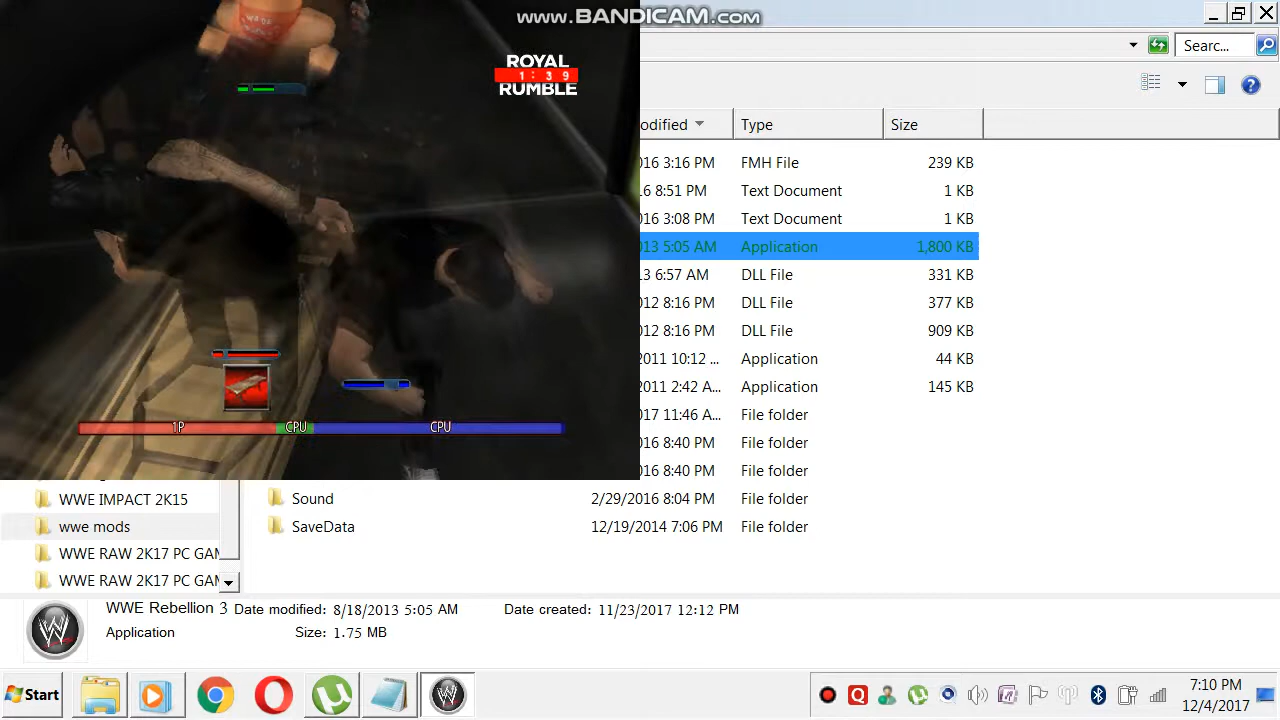 www.BANDICAM.com
ROYAL
1:39
RUMBLE
Searc...
odified Type Size
016 3:16 PM FMH File 239 KB
16 8:51 PM Text Document 1 KB
016 3:08 PM Text Document 1 KB
013 5:05 AM Application 1,800 KB
13 6:57 AM DLL File 331 KB
012 8:16 PM DLL File 377 KB
012 8:16 PM DLL File 909 KB
2011 10:12 ... Application 44 KB
2011 2:42 A... Application 145 KB
017 11:46 A... File folder
016 8:40 PM File folder
016 8:40 PM File folder
1P CPU CPU
WWE IMPACT 2K15 Sound 2/29/2016 8:04 PM File folder
wwe mods SaveData 12/19/2014 7:06 PM File folder
WWE RAW 2K17 PC GAM
WWE RAW 2K17 PC GAM
WWE Rebellion 3 Date modified: 8/18/2013 5:05 AM Date created: 11/23/2017 12:12 PM
Application Size: 1.75 MB
Start 7:10 PM
12/4/2017